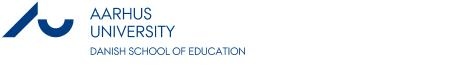 AARHUS
UNIVERSITY
DANISH SCHOOL OF EDUCATION